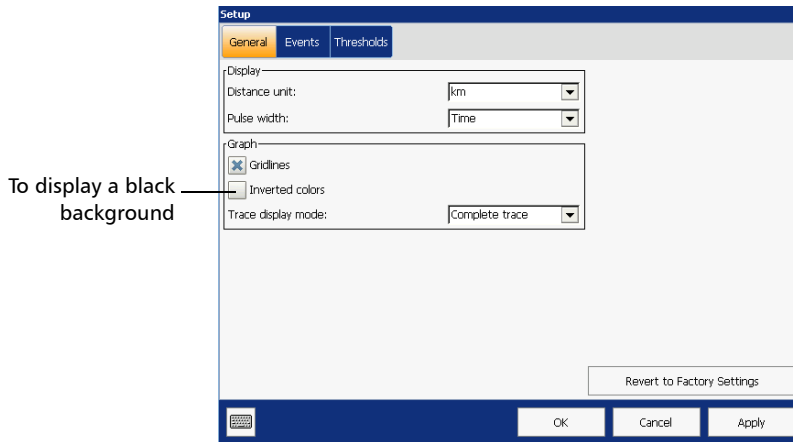 Setup
General Events Thresholds
Display
Distance unit: km
Pulse width: Time
Graph
Gridlines
To display a black background
Inverted colors
Trace display mode: Complete trace
Revert to Factory Settings
OK Cancel Apply